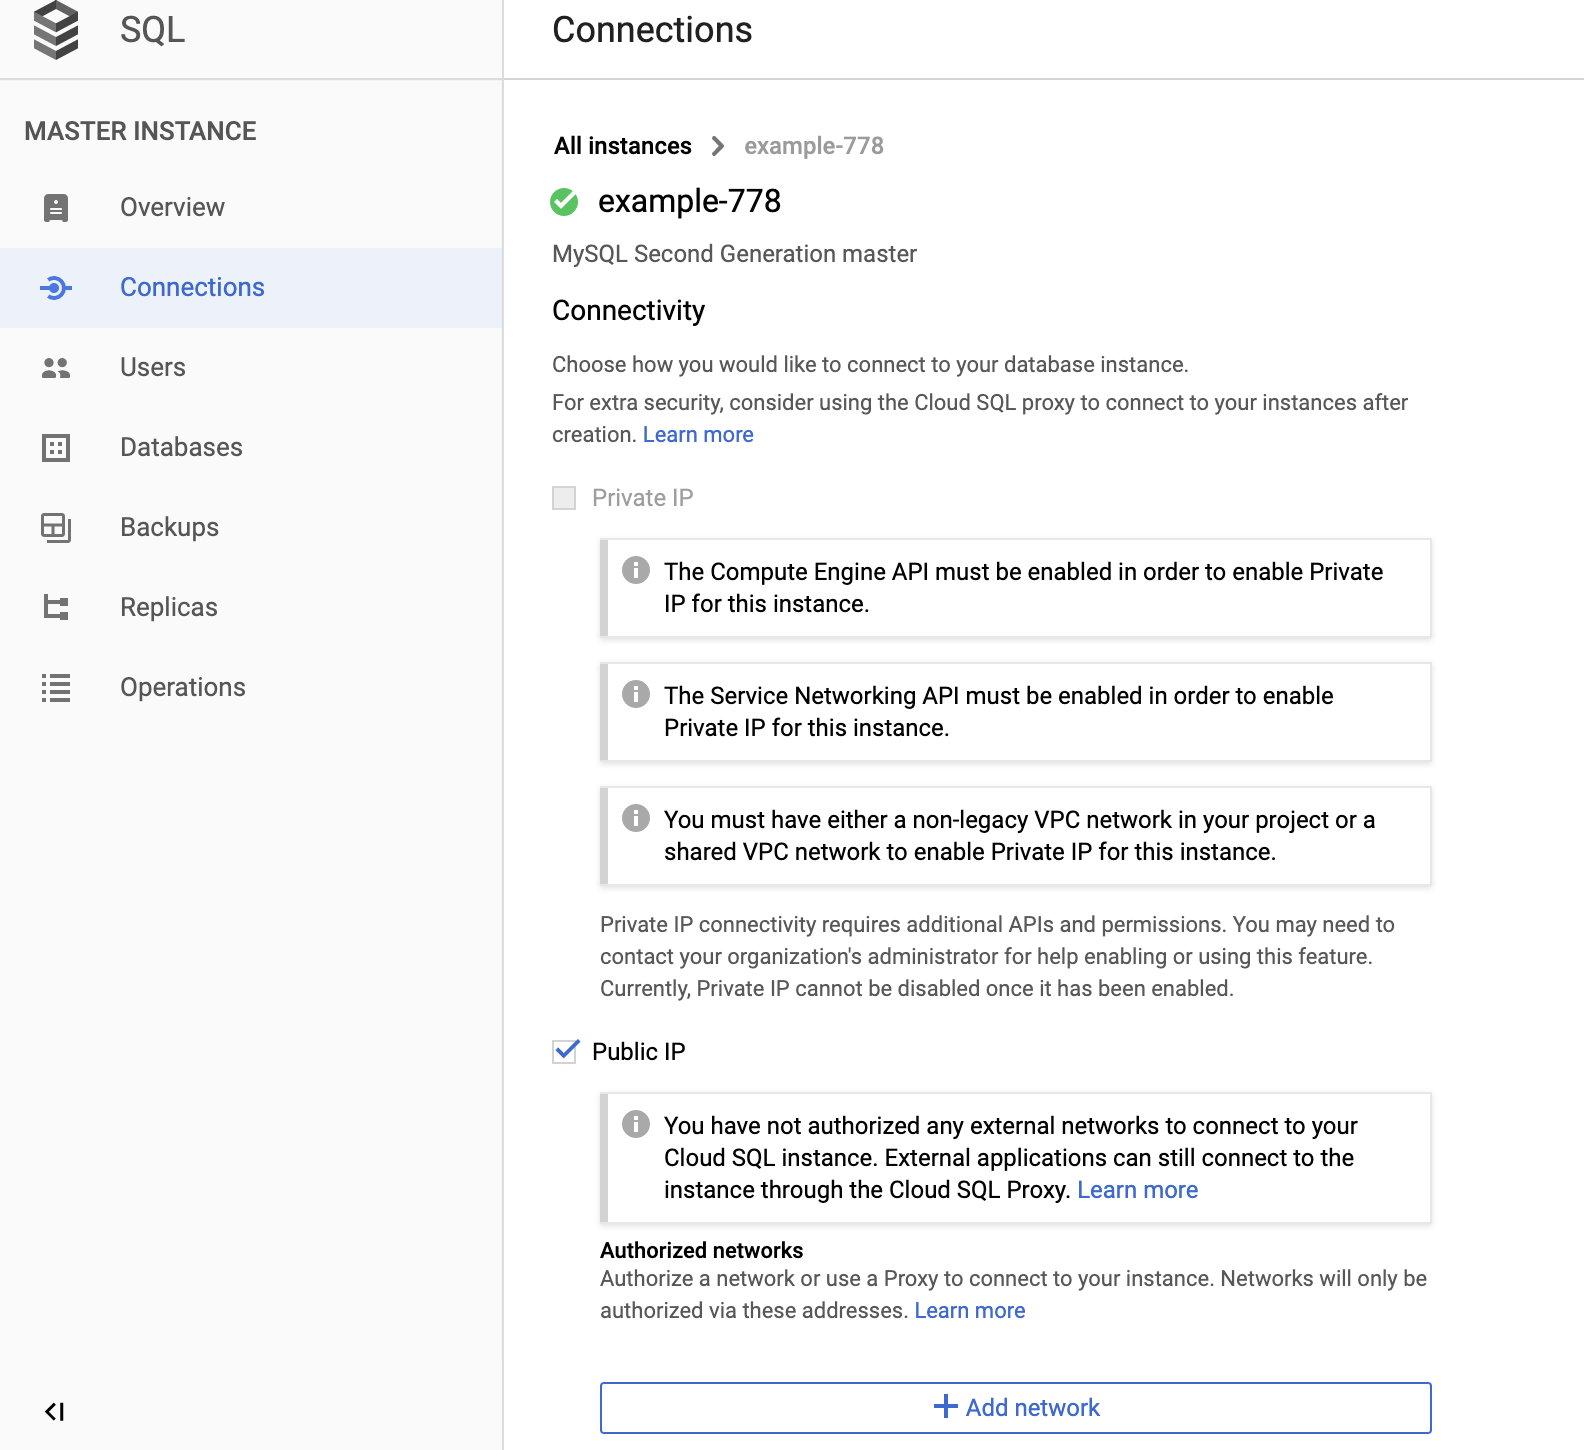 SQL
Connections
MASTER INSTANCE
Overview
Connections
Users
Databases
Backups
Replicas
Operations
All instances > example-778
example-778
MySQL Second Generation master
Connectivity
Choose how you would like to connect to your database instance.
For extra security, consider using the Cloud SQL proxy to connect to your instances after
creation. Learn more
Private IP
The Compute Engine API must be enabled in order to enable Private
IP for this instance.
The Service Networking API must be enabled in order to enable
Private IP for this instance.
You must have either a non-legacy VPC network in your project or a
shared VPC network to enable Private IP for this instance.
Private IP connectivity requires additional APIs and permissions. You may need to
contact your organization's administrator for help enabling or using this feature.
Currently, Private IP cannot be disabled once it has been enabled.
Public IP
You have not authorized any external networks to connect to your
Cloud SQL instance. External applications can still connect to the
instance through the Cloud SQL Proxy. Learn more
Authorized networks
Authorize a network or use a Proxy to connect to your instance. Networks will only be
authorized via these addresses. Learn more
+ Add network